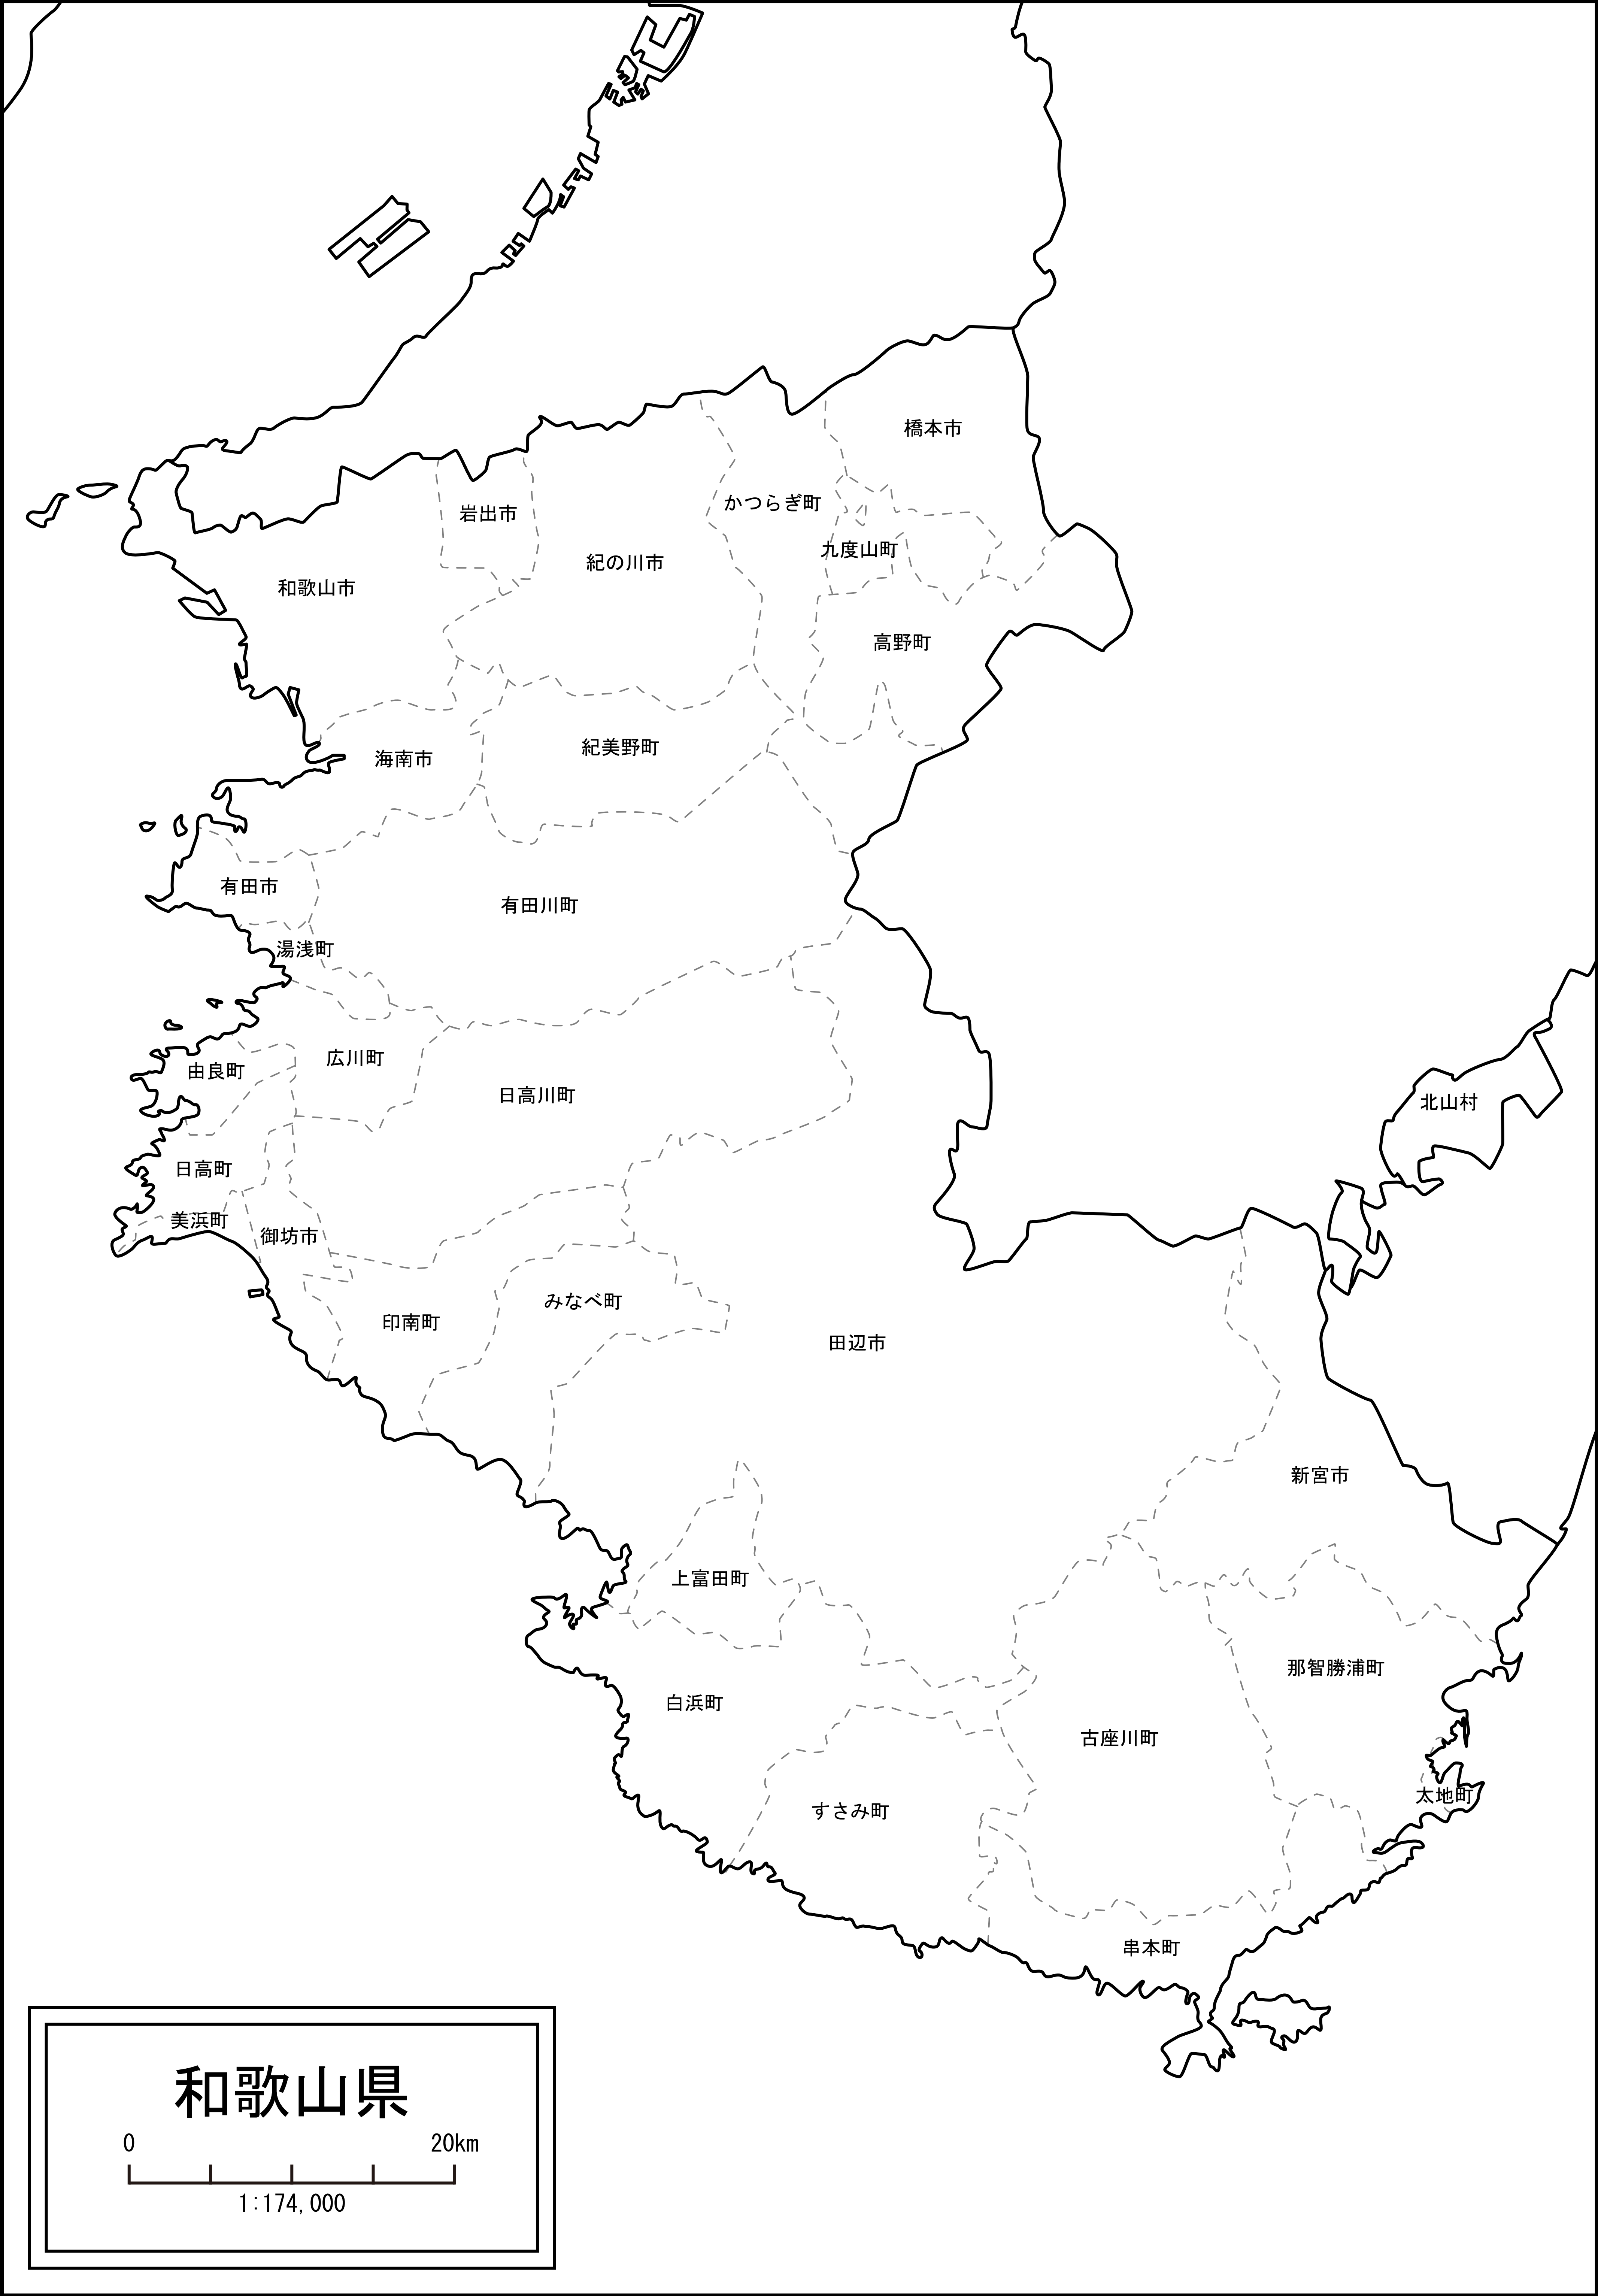 橋本市
かつらぎ町
岩出市
九度山町
紀の川市
和歌山市
高野町
紀美野町
海南市
有田市
有田川町
湯浅町
広川町
由良町
日高川町
北山村
日高町
美浜町
御坊市
みなべ町
印南町
田辺市
新宮市
上富田町
那智勝浦町
白浜町
古座川町
太地町
すさみ町
串本町
和歌山県
0 20km
1:174,000